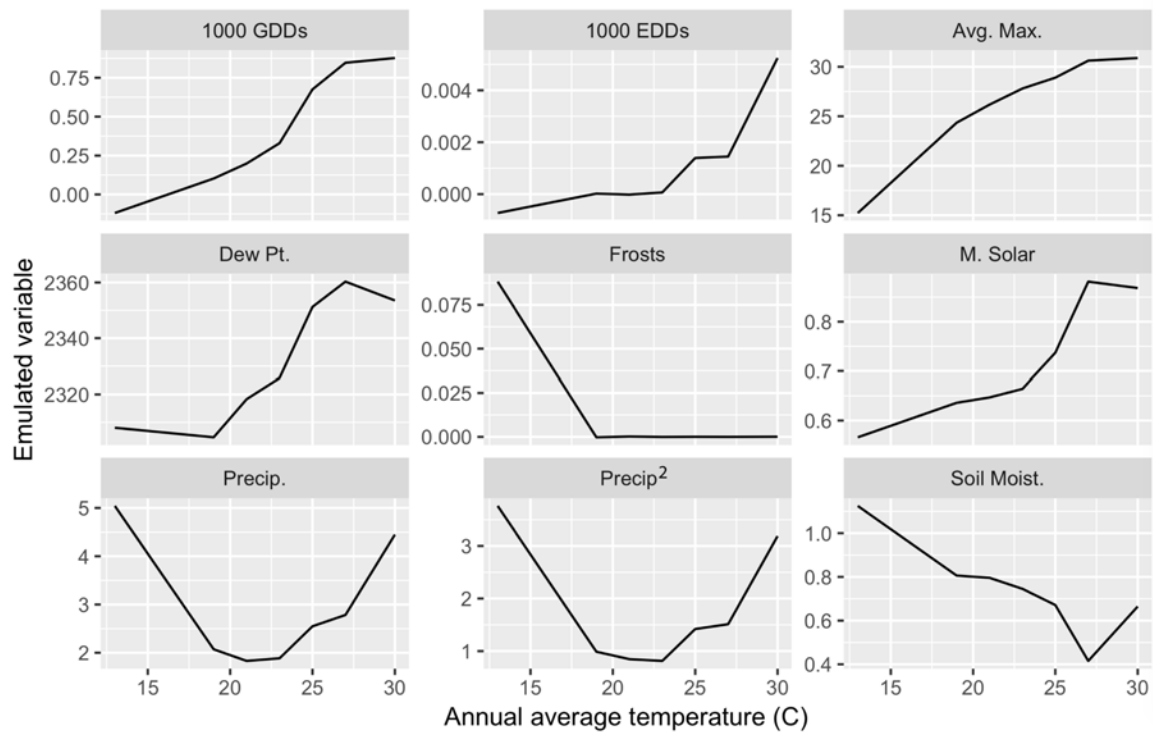 1000 GDDs
1000 EDDs
Avg. Max.
0.75
0.50
0.25
0.00
0.004
0.002
0.000
30
25
20
15
Dew Pt.
Frosts
M. Solar
2360
2340
2320
0.075
0.050
0.025
0.000
0.8
0.7
0.6
Precip.
Precip²
Soil Moist.
5
4
3
2
3
2
1
1.0
0.8
0.6
0.4
15 20 25 30
15 20 25 30
15 20 25 30
Emulated variable
Annual average temperature (C)